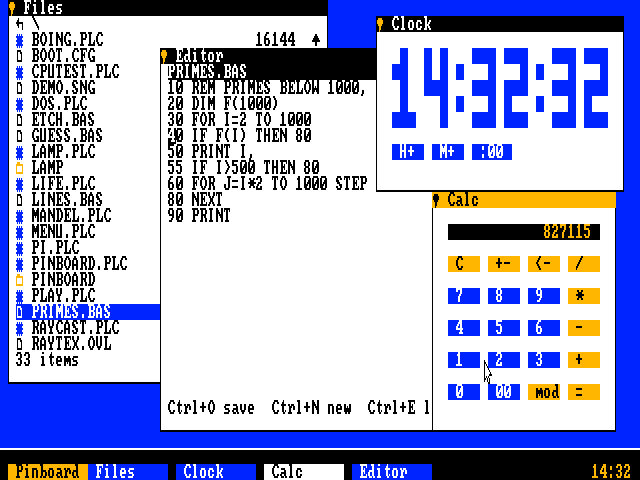 Files
\
BOING.PLC 16144
BOOT.CFG
CPUTEST.PLC
DEMO.SNG
DOS.PLC
ETCH.BAS
GUESS.BAS
LAMP.PLC
LAMP
LIFE.PLC
LINES.BAS
MANDEL.PLC
MENU.PLC
PI.PLC
PINBOARD.PLC
PINBOARD
PLAY.PLC
PRIMES.BAS
RAYCAST.PLC
RAYTEX.OVL
33 items
Editor
PRIMES.BAS
10 REM PRIMES BELOW 1000,
20 DIM F(1000)
30 FOR I=2 TO 1000
40 IF F(I) THEN 80
50 PRINT I,
55 IF I>500 THEN 80
60 FOR J=I*2 TO 1000 STEP
80 NEXT
90 PRINT
Ctrl+O save Ctrl+N new Ctrl+E l
Clock
14:32:32
H+ M+ :00
Calc
827115
C +- <- /
7 8 9 *
4 5 6 -
1 2 3 +
0 00 mod =
Pinboard Files Clock Calc Editor 14:32